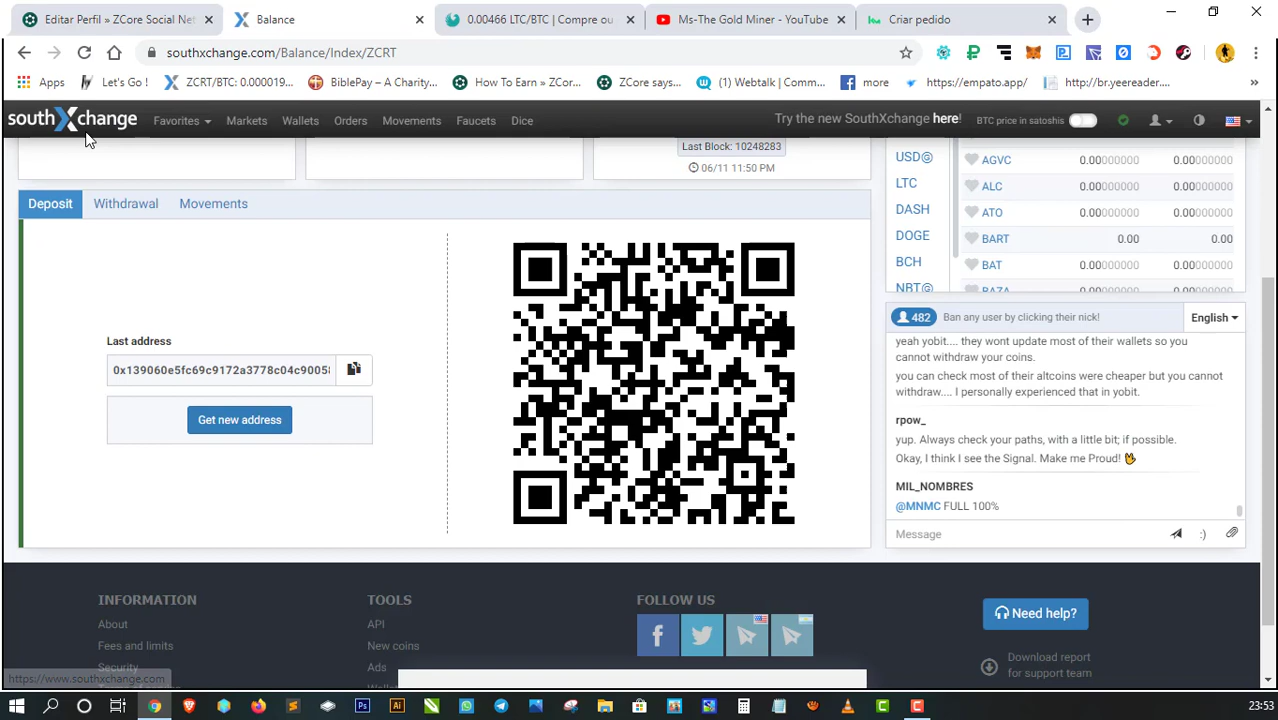 Editar Perfil » ZCore Social Net
Balance
0.00466 LTC/BTC | Compre ou
Ms-The Gold Miner - YouTube
Criar pedido
southxchange.com/Balance/Index/ZCRT
Apps
Let's Go !
ZCRT/BTC: 0.000019...
BiblePay – A Charity...
How To Earn » ZCor...
ZCore says...
(1) Webtalk | Comm...
more
https://empato.app/
http://br.yeereader....
southXchange
Favorites
Markets
Wallets
Orders
Movements
Faucets
Dice
Try the new SouthXchange here!
BTC price in satoshis
Last Block: 10248283
06/11 11:50 PM
Deposit
Withdrawal
Movements
Last address
0x139060e5fc69c9172a3778c04c9005
Get new address
USD@
LTC
DASH
DOGE
BCH
NBT@
AGVC 0.00000000 0.00000000
ALC 0.00000000 0.00000000
ATO 0.00000000 0.00000000
BART 0.00 0.00
BAT 0.00000000 0.00000000
BAZA 0.00000000 0.00000000
482
Ban any user by clicking their nick!
English
yeah yobit.... they wont update most of their wallets so you
cannot withdraw your coins.
you can check most of their altcoins were cheaper but you cannot
withdraw.... I personally experienced that in yobit.
rpow_
yup. Always check your paths, with a little bit; if possible.
Okay, I think I see the Signal. Make me Proud!
MIL_NOMBRES
@MNMC FULL 100%
Message
:)
INFORMATION
About
Fees and limits
Security
TOOLS
API
New coins
Ads
FOLLOW US
Need help?
Download report
for support team
https://www.southxchange.com
23:53